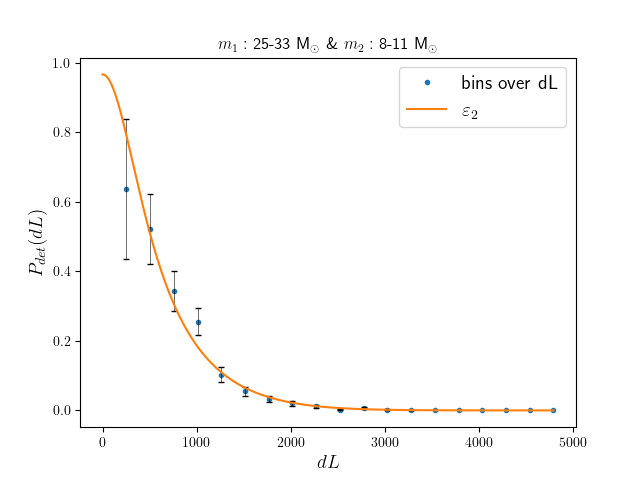 m₁ : 25-33 M⊙ & m₂ : 8-11 M⊙
1.0
0.8
0.6
0.4
0.2
0.0
P_det(dL)
bins over dL
ε₂
0 1000 2000 3000 4000 5000
dL